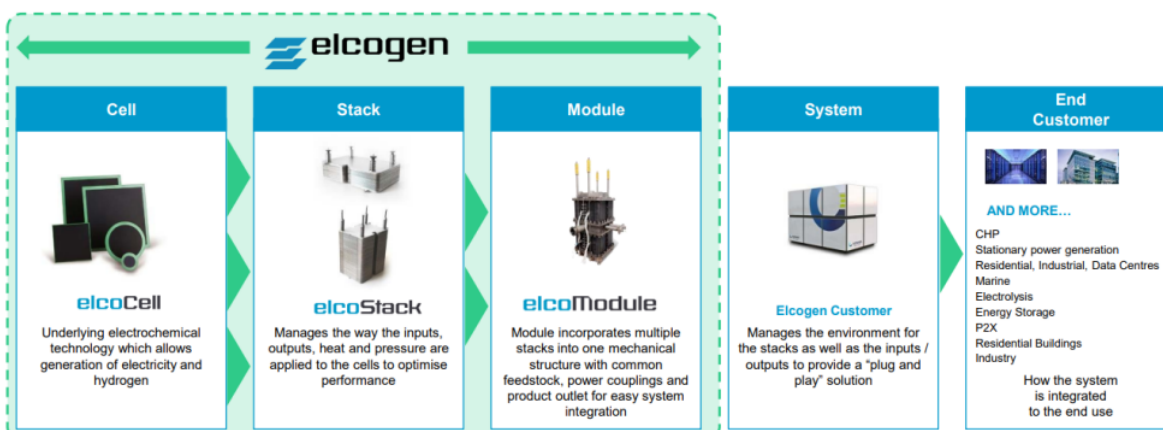 elcogen
Cell
elcoCell
Underlying electrochemical
technology which allows
generation of electricity and
hydrogen
Stack
elcoStack
Manages the way the inputs,
outputs, heat and pressure are
applied to the cells to optimise
performance
Module
elcoModule
Module incorporates multiple
stacks into one mechanical
structure with common
feedstock, power couplings and
product outlet for easy system
integration
System
Elcogen Customer
Manages the environment for
the stacks as well as the inputs /
outputs to provide a “plug and
play” solution
End
Customer
AND MORE…
CHP
Stationary power generation
Residential, Industrial, Data Centres
Marine
Electrolysis
Energy Storage
P2X
Residential Buildings
Industry
How the system
is integrated
to the end use